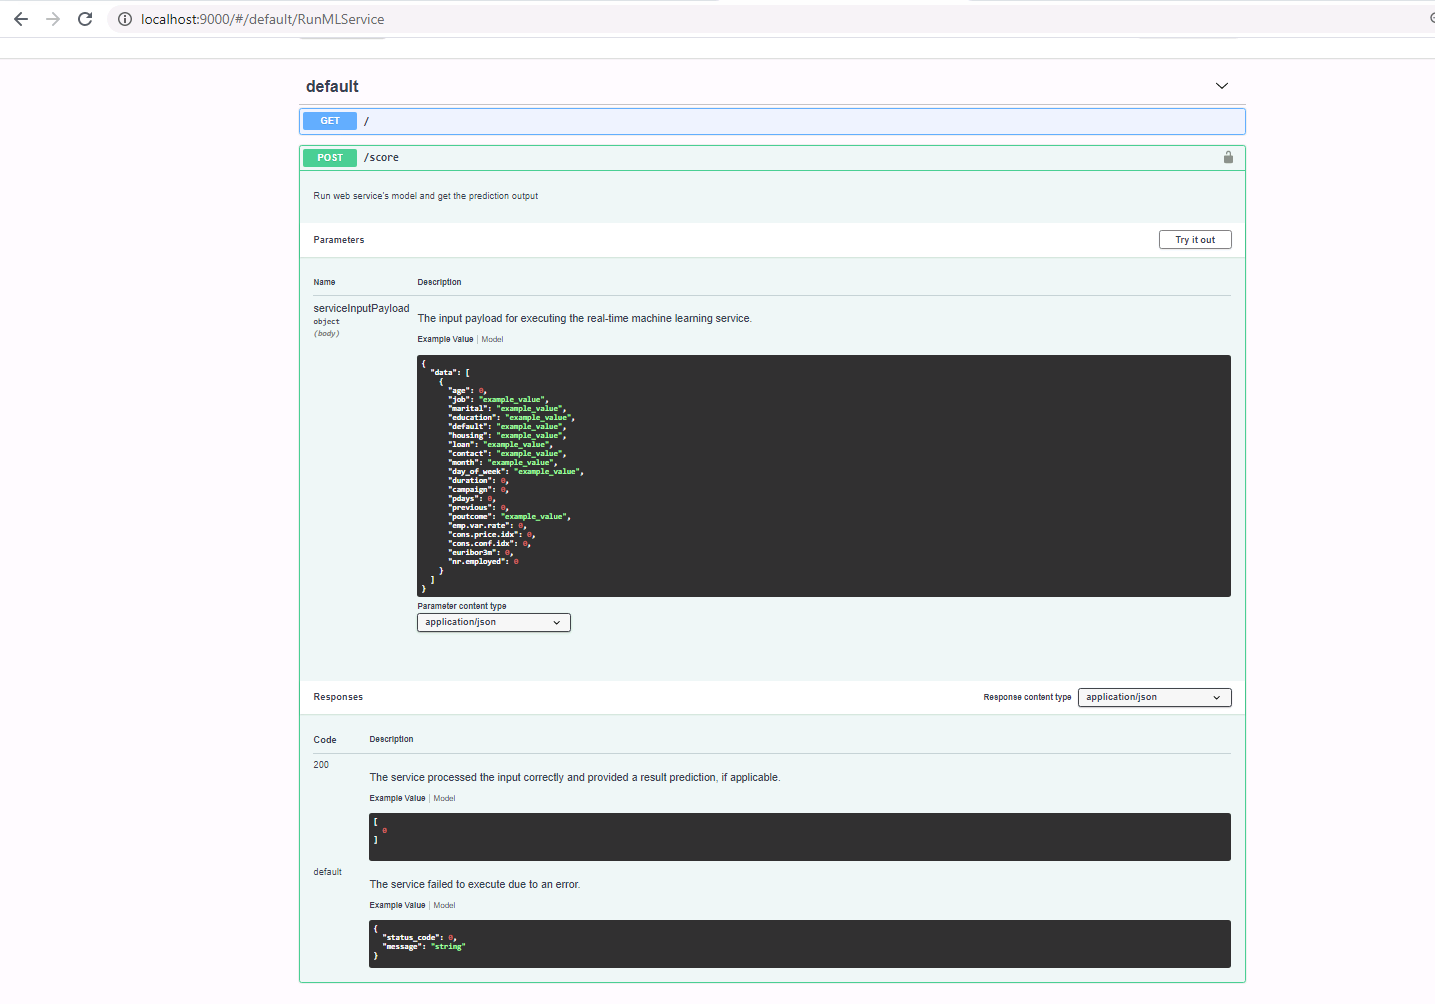 localhost:9000/#/default/RunMLService
default
GET /
POST /score
Run web service's model and get the prediction output
Parameters
Try it out
Name Description
serviceInputPayload
object
(body)
The input payload for executing the real-time machine learning service.
Example Value | Model
{
"data": [
{
"age": 0,
"job": "example_value",
"marital": "example_value",
"education": "example_value",
"default": "example_value",
"housing": "example_value",
"loan": "example_value",
"contact": "example_value",
"month": "example_value",
"day_of_week": "example_value",
"duration": 0,
"campaign": 0,
"pdays": 0,
"previous": 0,
"poutcome": "example_value",
"emp.var.rate": 0,
"cons.price.idx": 0,
"cons.conf.idx": 0,
"euribor3m": 0,
"nr.employed": 0
}
]
}
Parameter content type
application/json
Responses
Response content type application/json
Code Description
200
The service processed the input correctly and provided a result prediction, if applicable.
Example Value | Model
[
0
]
default
The service failed to execute due to an error.
Example Value | Model
{
"status_code": 0,
"message": "string"
}